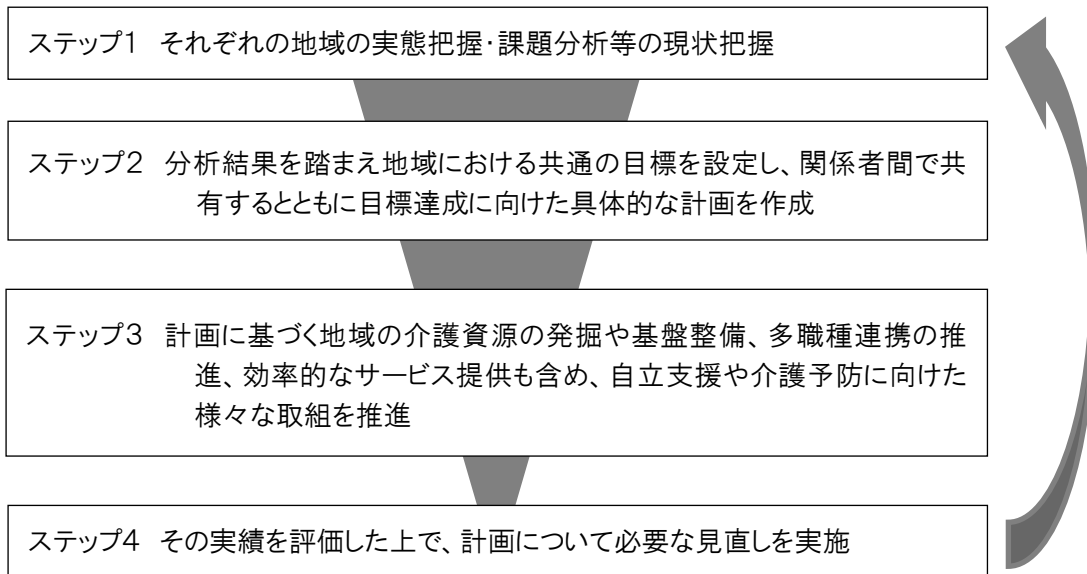 ステップ1 それぞれの地域の実態把握･課題分析等の現状把握
ステップ2 分析結果を踏まえ地域における共通の目標を設定し、関係者間で共
有するとともに目標達成に向けた具体的な計画を作成
ステップ3 計画に基づく地域の介護資源の発掘や基盤整備、多職種連携の推
進、効率的なサービス提供も含め、自立支援や介護予防に向けた
様々な取組を推進
ステップ4 その実績を評価した上で、計画について必要な見直しを実施